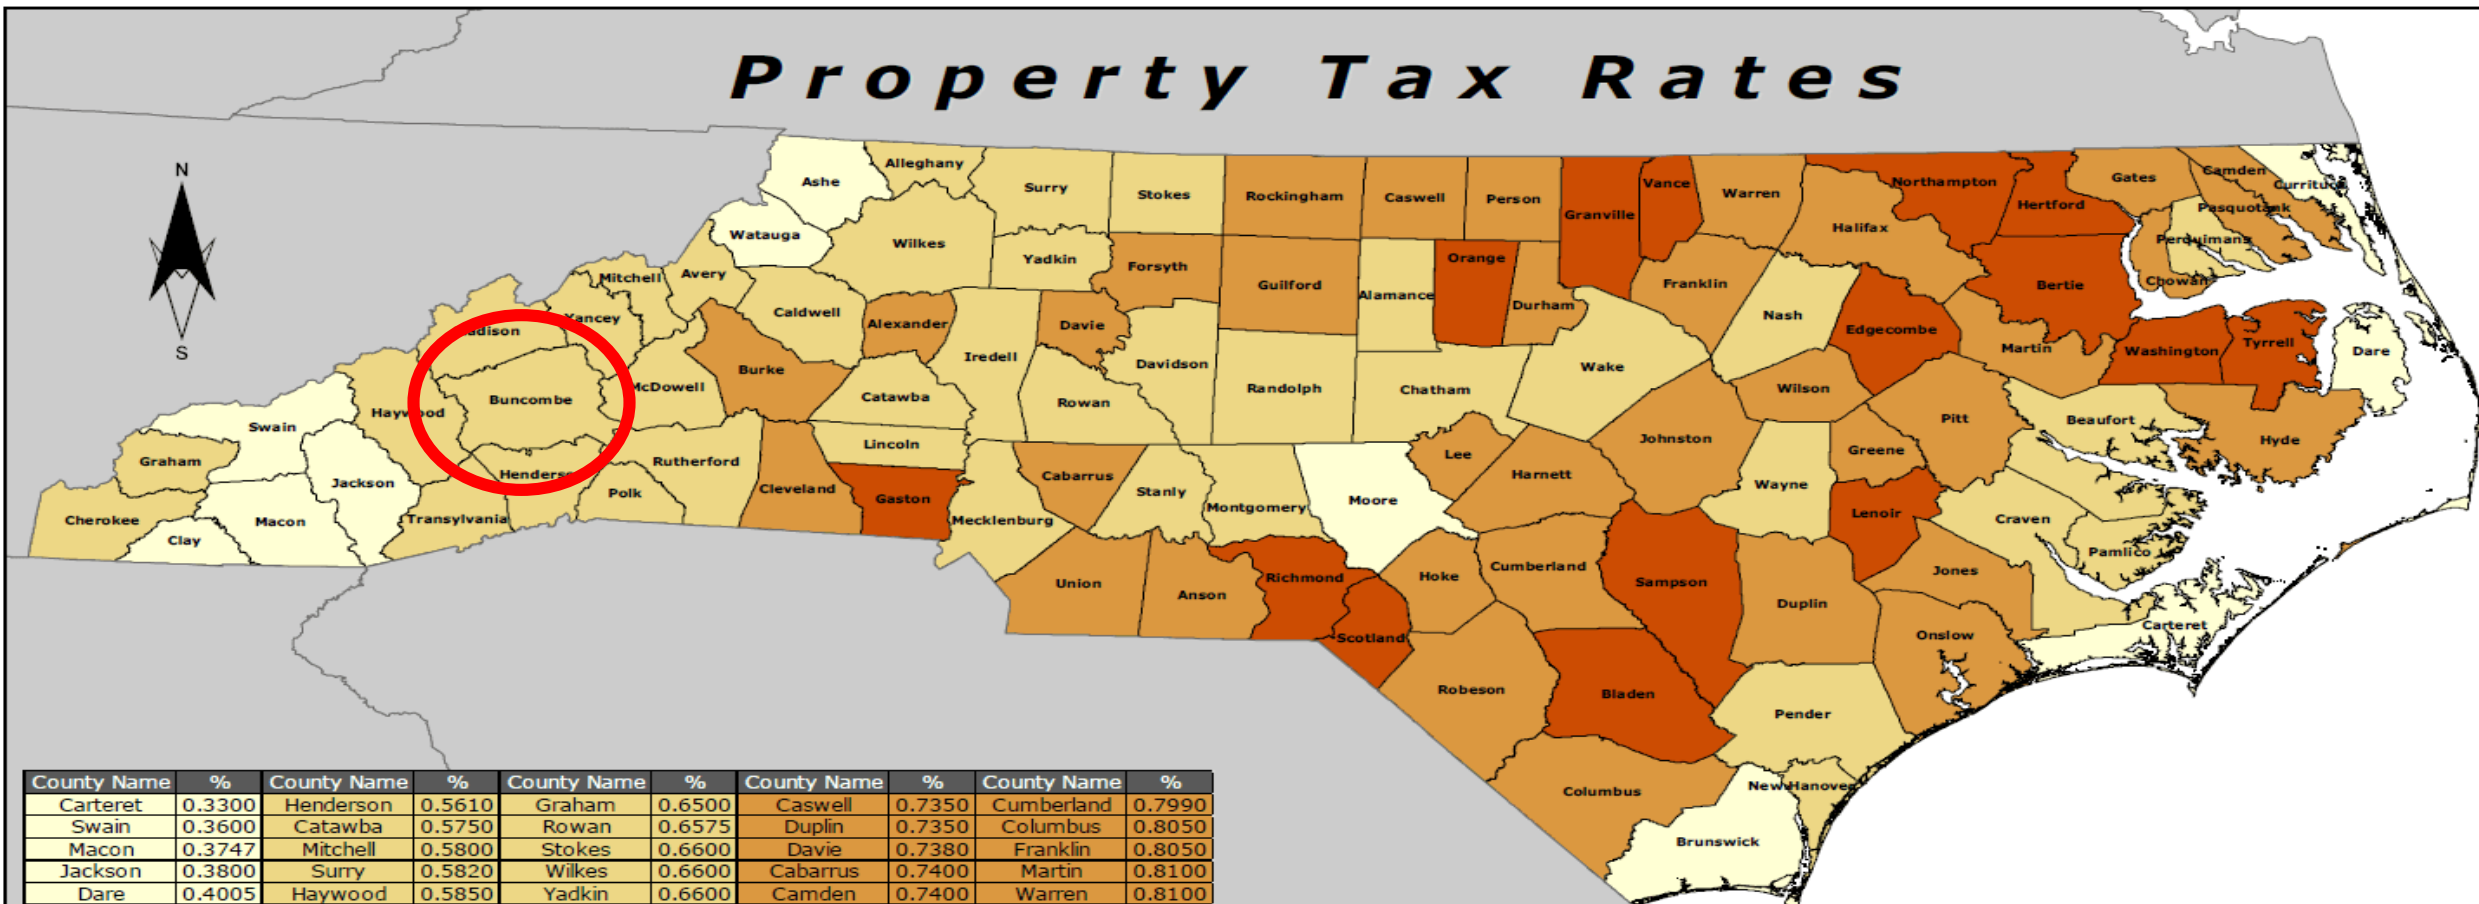 Property Tax Rates
N
S
Ashe
Alleghany
Surry
Stokes
Rockingham
Caswell
Person
Granville
Vance
Warren
Northampton
Hertford
Gates
Camden
Currituck
Pasquotank
Perquimans
Chowan
Halifax
Bertie
Watauga
Wilkes
Yadkin
Forsyth
Guilford
Alamance
Orange
Durham
Franklin
Nash
Edgecombe
Martin
Washington
Tyrrell
Dare
Mitchell
Avery
Yancey
adison
Caldwell
Alexander
Davie
Iredell
Davidson
Randolph
Chatham
Wake
Wilson
Pitt
Beaufort
Hyde
Buncombe
McDowell
Burke
Catawba
Rowan
Haywood
Swain
Graham
Jackson
Henderso
Rutherford
Lincoln
Cleveland
Gaston
Cabarrus
Stanly
Montgomery
Moore
Lee
Harnett
Johnston
Greene
Wayne
Lenoir
Craven
Pamlico
Cherokee
Clay
Macon
Transylvania
Polk
Mecklenburg
Union
Anson
Richmond
Scotland
Hoke
Cumberland
Sampson
Duplin
Jones
Onslow
Carteret
Robeson
Bladen
Pender
Columbus
New Hanover
Brunswick
County Name % County Name % County Name % County Name % County Name %
Carteret 0.3300 Henderson 0.5610 Graham 0.6500 Caswell 0.7350 Cumberland 0.7990
Swain 0.3600 Catawba 0.5750 Rowan 0.6575 Duplin 0.7350 Columbus 0.8050
Macon 0.3747 Mitchell 0.5800 Stokes 0.6600 Davie 0.7380 Franklin 0.8050
Jackson 0.3800 Surry 0.5820 Wilkes 0.6600 Cabarrus 0.7400 Martin 0.8100
Dare 0.4005 Haywood 0.5850 Yadkin 0.6600 Camden 0.7400 Warren 0.8100